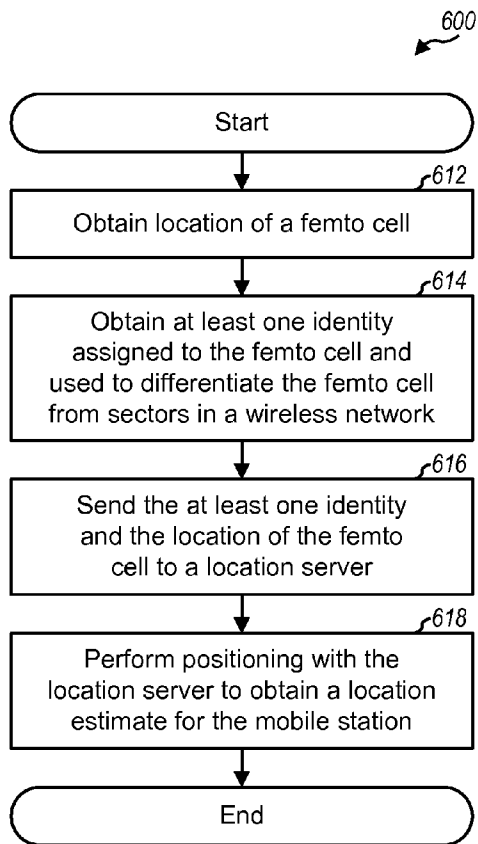 600
Start
612
Obtain location of a femto cell
614
Obtain at least one identity
assigned to the femto cell and
used to differentiate the femto cell
from sectors in a wireless network
616
Send the at least one identity
and the location of the femto
cell to a location server
618
Perform positioning with the
location server to obtain a location
estimate for the mobile station
End